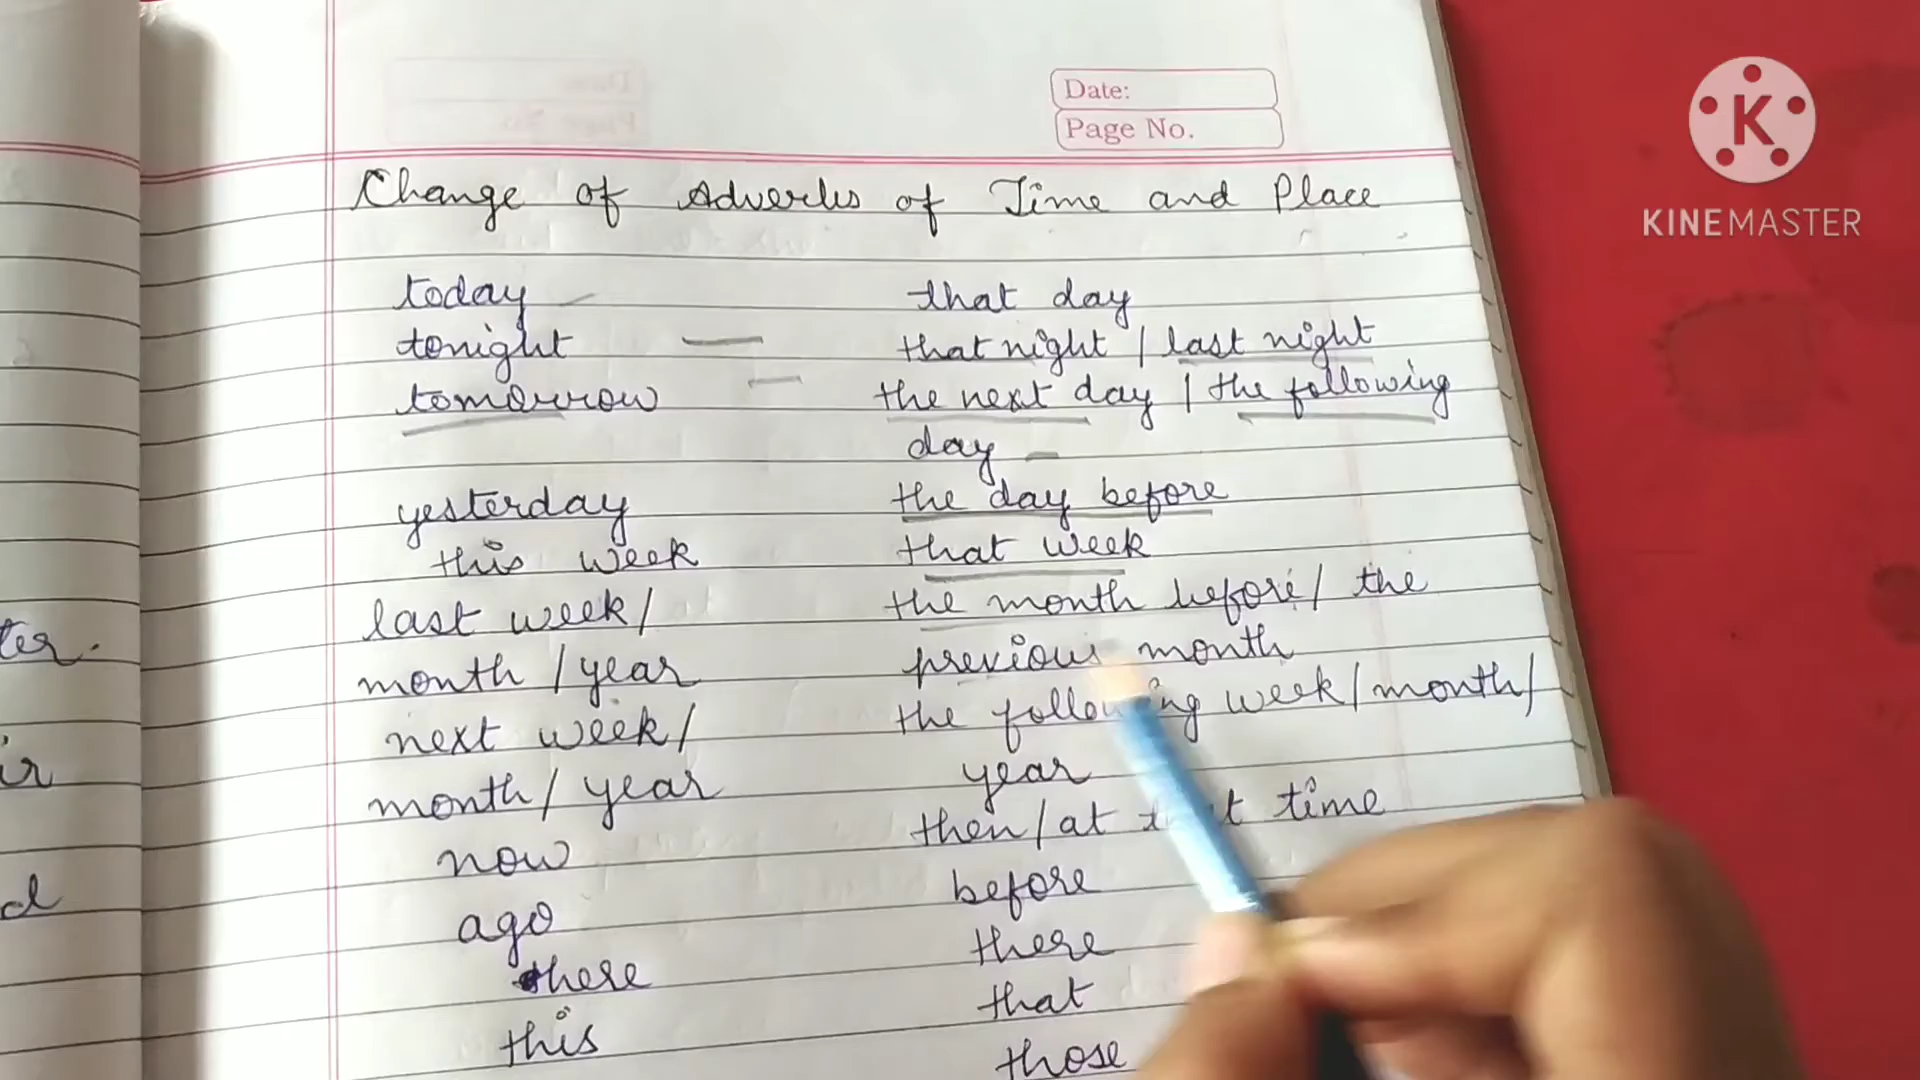 Date:
Page No.
KINEMASTER
Change of Adverbs of Time and Place
today that day
tonight that night / last night
tomorrow the next day / the following
day
yesterday the day before
this week that week
last week / the month before / the
month / year previous month
next week / the following week / month /
month / year year
now then / at that time
ago before
here there
this that
those
ter.
ir
d